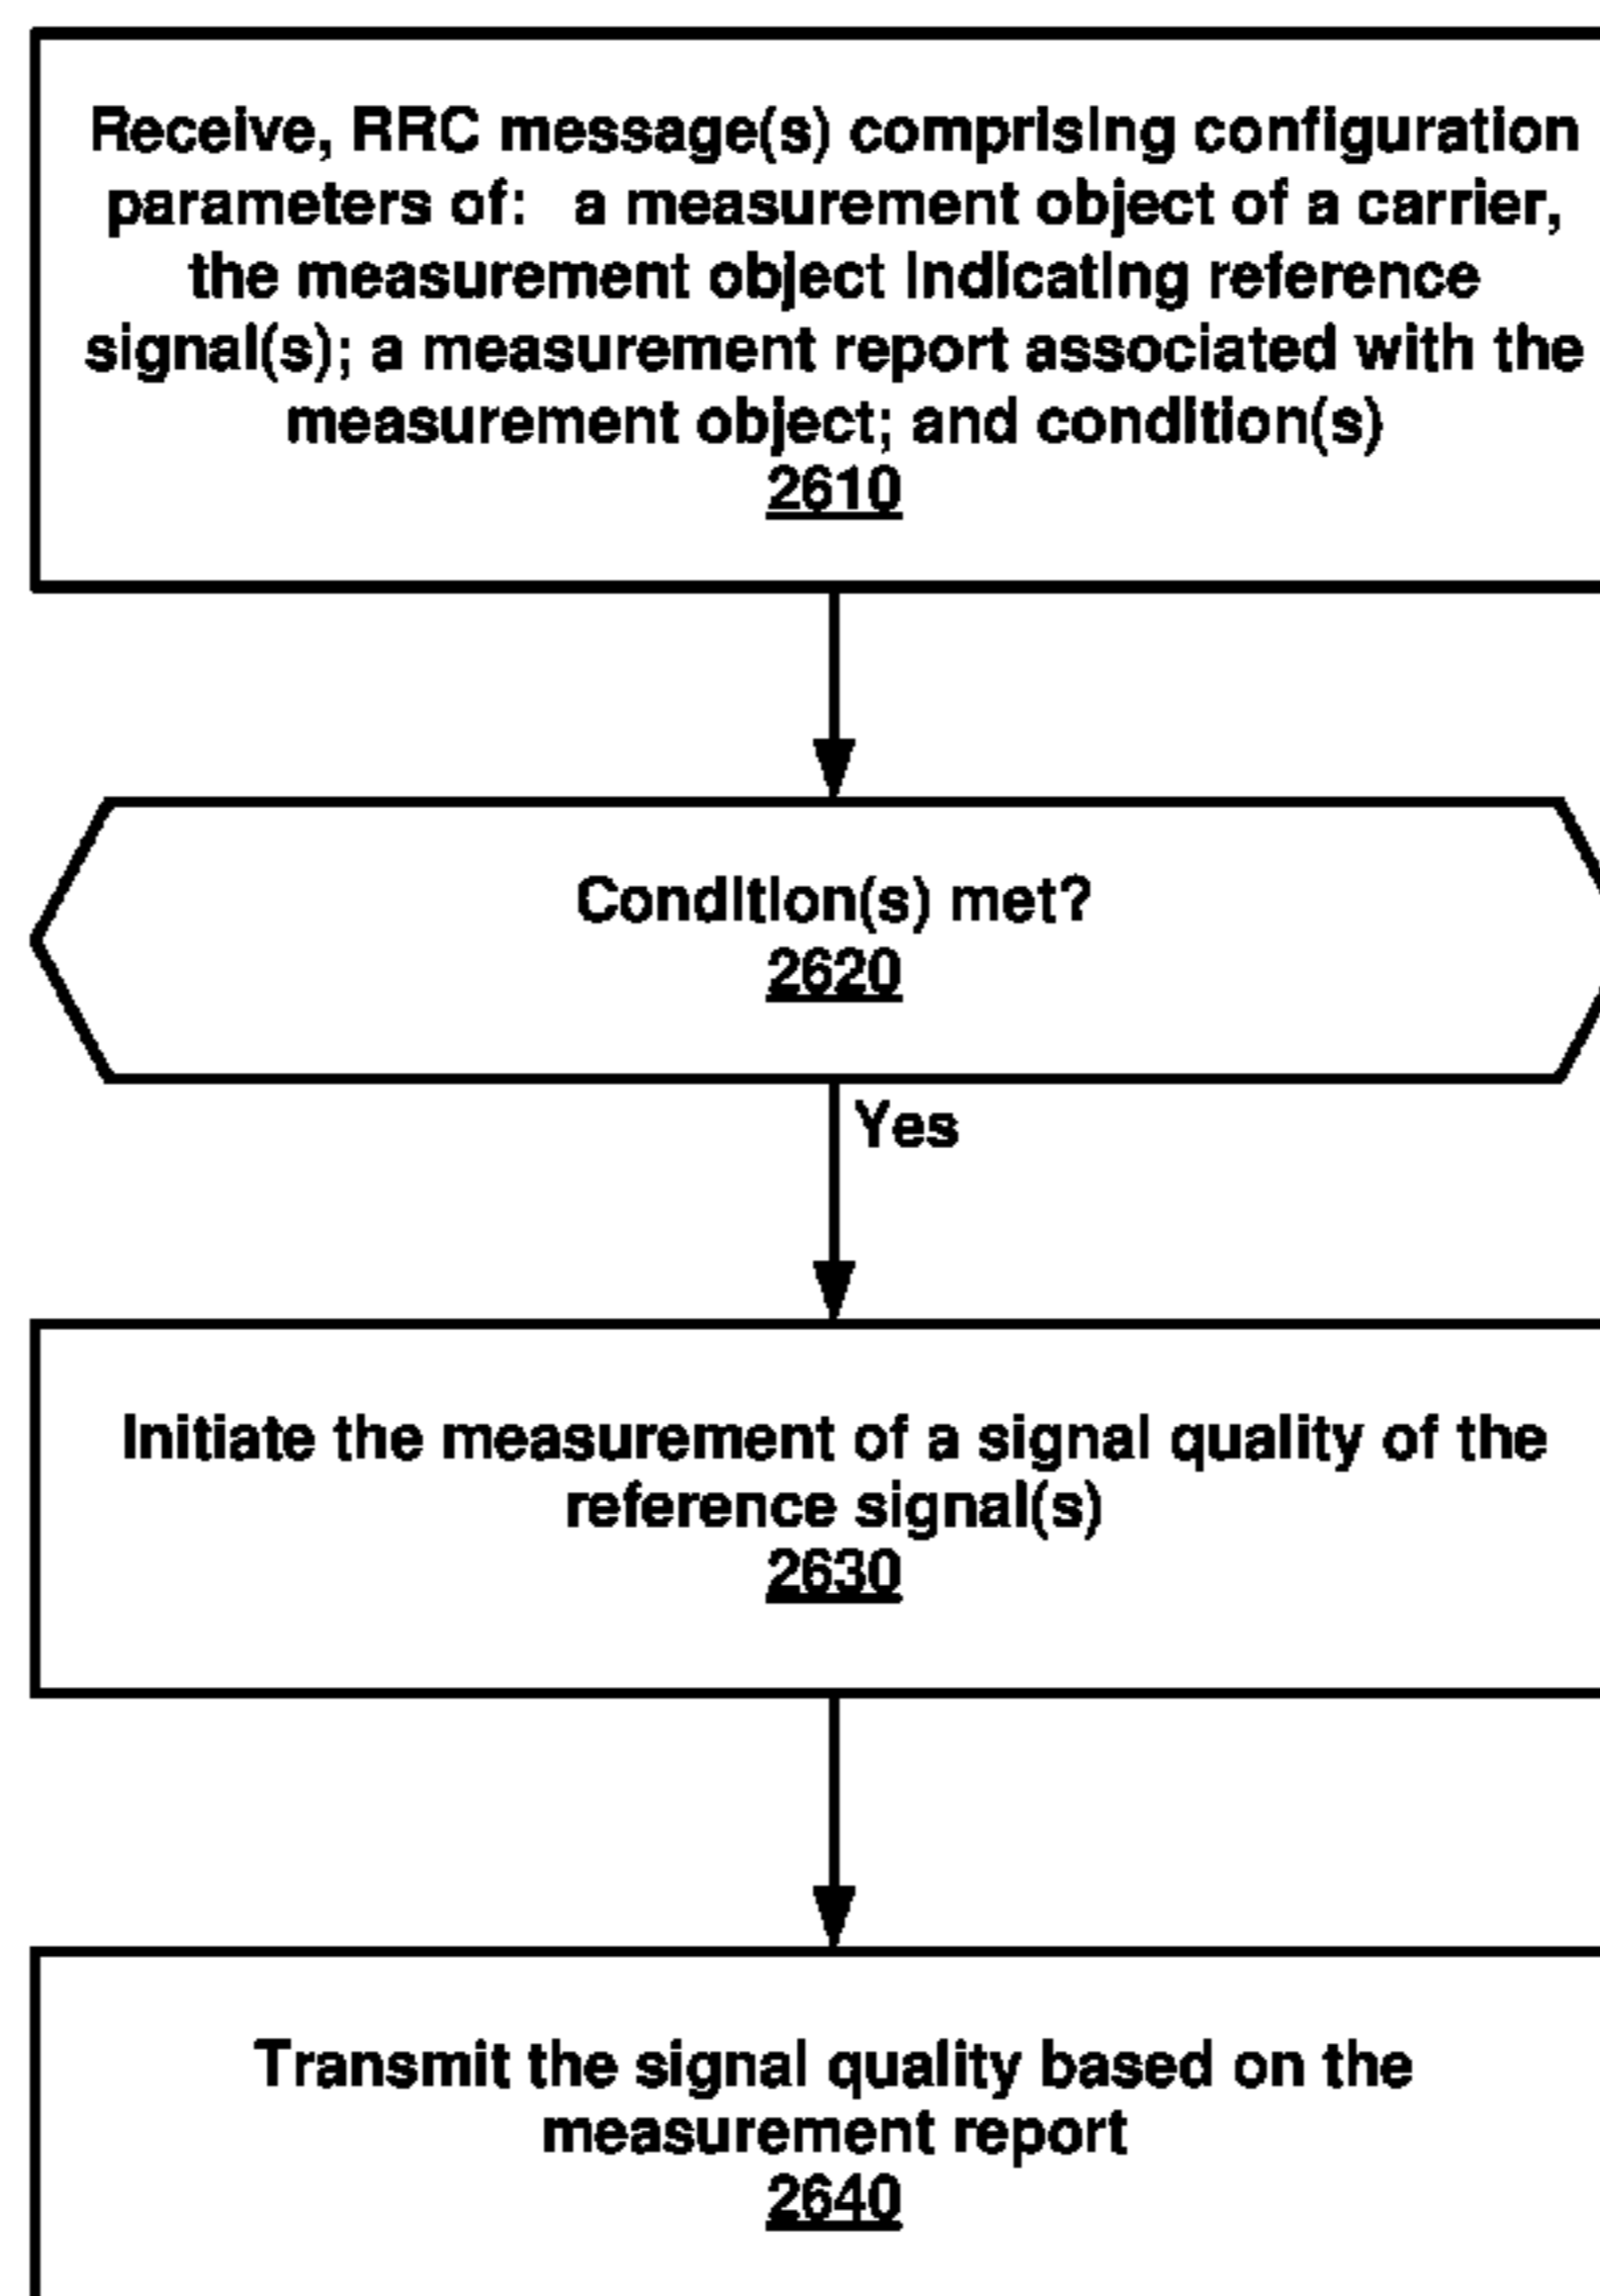 Receive, RRC message(s) comprising configuration
parameters of: a measurement object of a carrier,
the measurement object indicating reference
signal(s); a measurement report associated with the
measurement object; and condition(s)
2610
Condition(s) met?
2620
Yes
Initiate the measurement of a signal quality of the
reference signal(s)
2630
Transmit the signal quality based on the
measurement report
2640